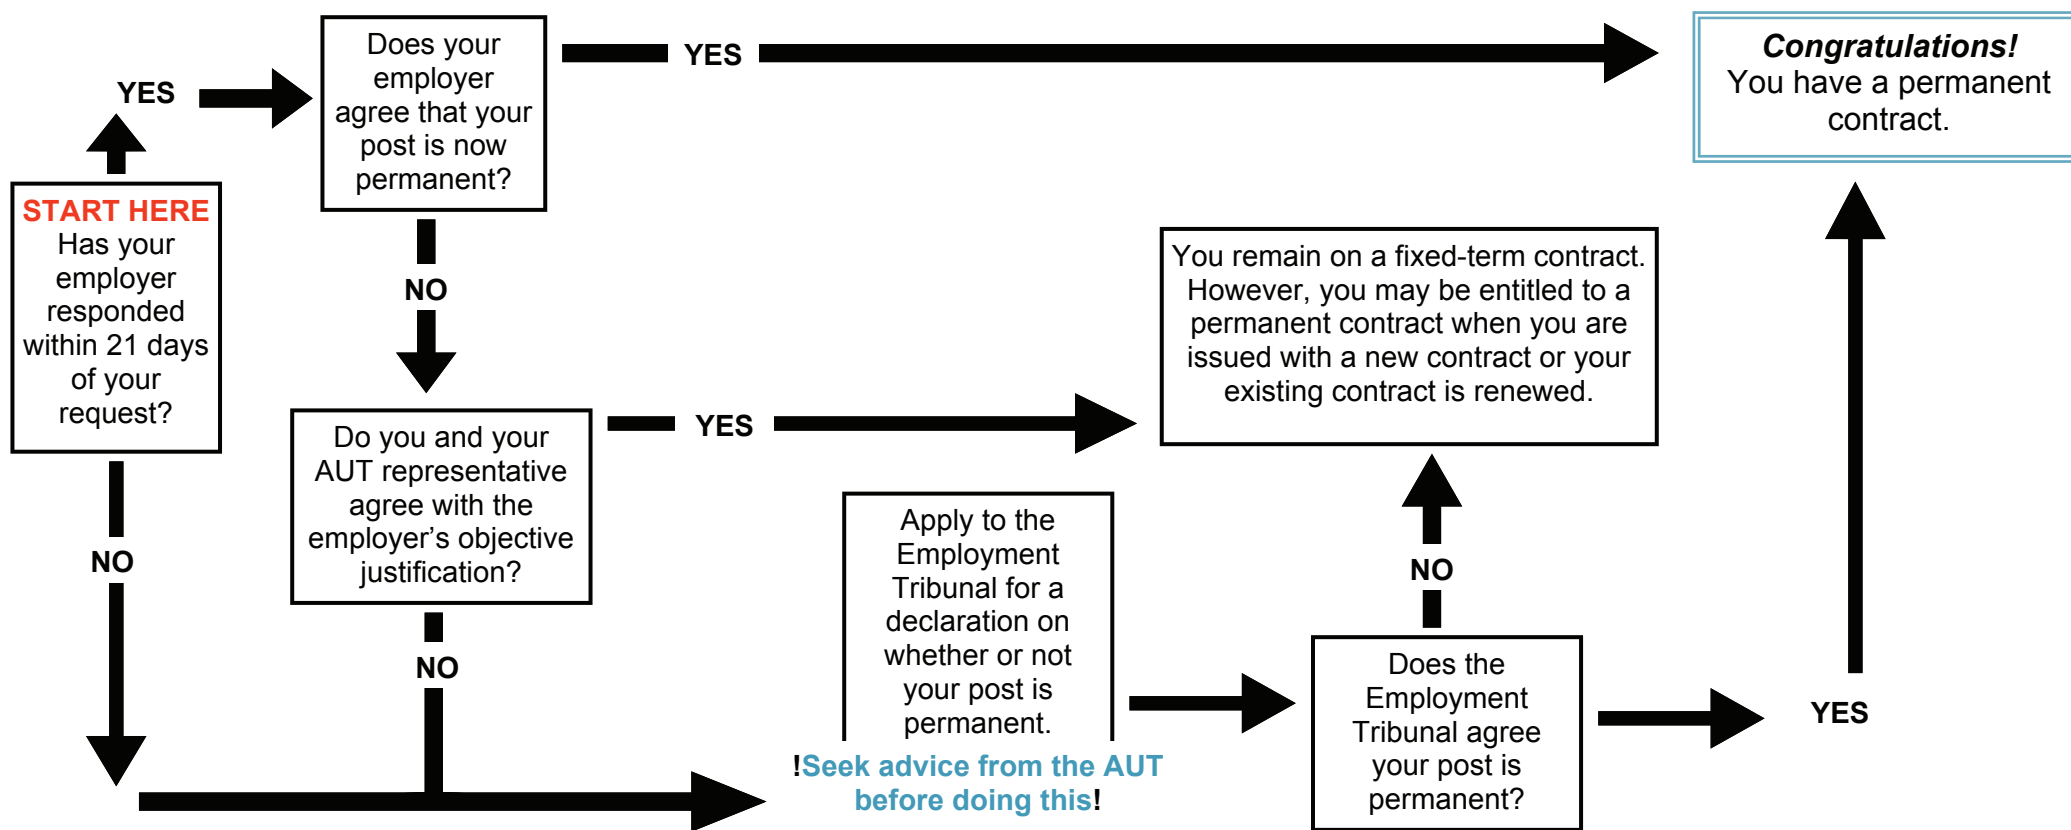 START HERE
Has your
employer
responded
within 21 days
of your
request?
YES
Does your
employer
agree that your
post is now
permanent?
YES
Congratulations!
You have a permanent
contract.
NO
Do you and your
AUT representative
agree with the
employer’s objective
justification?
YES
You remain on a fixed-term contract.
However, you may be entitled to a
permanent contract when you are
issued with a new contract or your
existing contract is renewed.
NO
NO
Apply to the
Employment
Tribunal for a
declaration on
whether or not
your post is
permanent.
!Seek advice from the AUT
before doing this!
Does the
Employment
Tribunal agree
your post is
permanent?
NO
YES